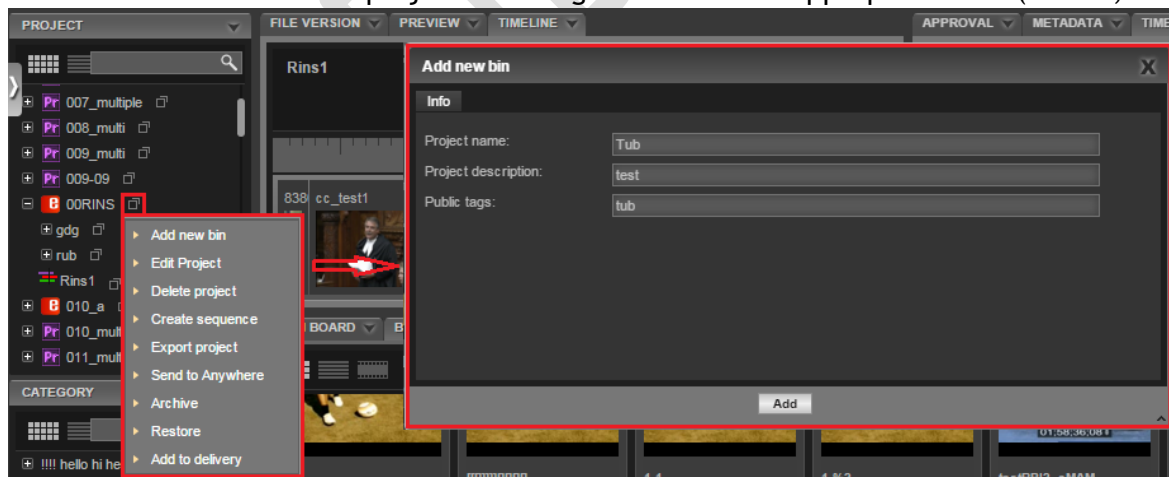 PROJECT
FILE VERSION PREVIEW TIMELINE
APPROVAL METADATA
007_multiple
008_multi
009_multi
009-09
00RINS
gdg
rub
Rins1
010_a
010_mult
011_mult
CATEGORY
!!!! hello hi he
Add new bin
Edit Project
Delete project
Create sequence
Export project
Send to Anywhere
Archive
Restore
Add to delivery
Rins1
838 cc_test1
BOARD
Add new bin X
Info
Project name: Tub
Project description: test
Public tags: tub
Add
01;58;36;08